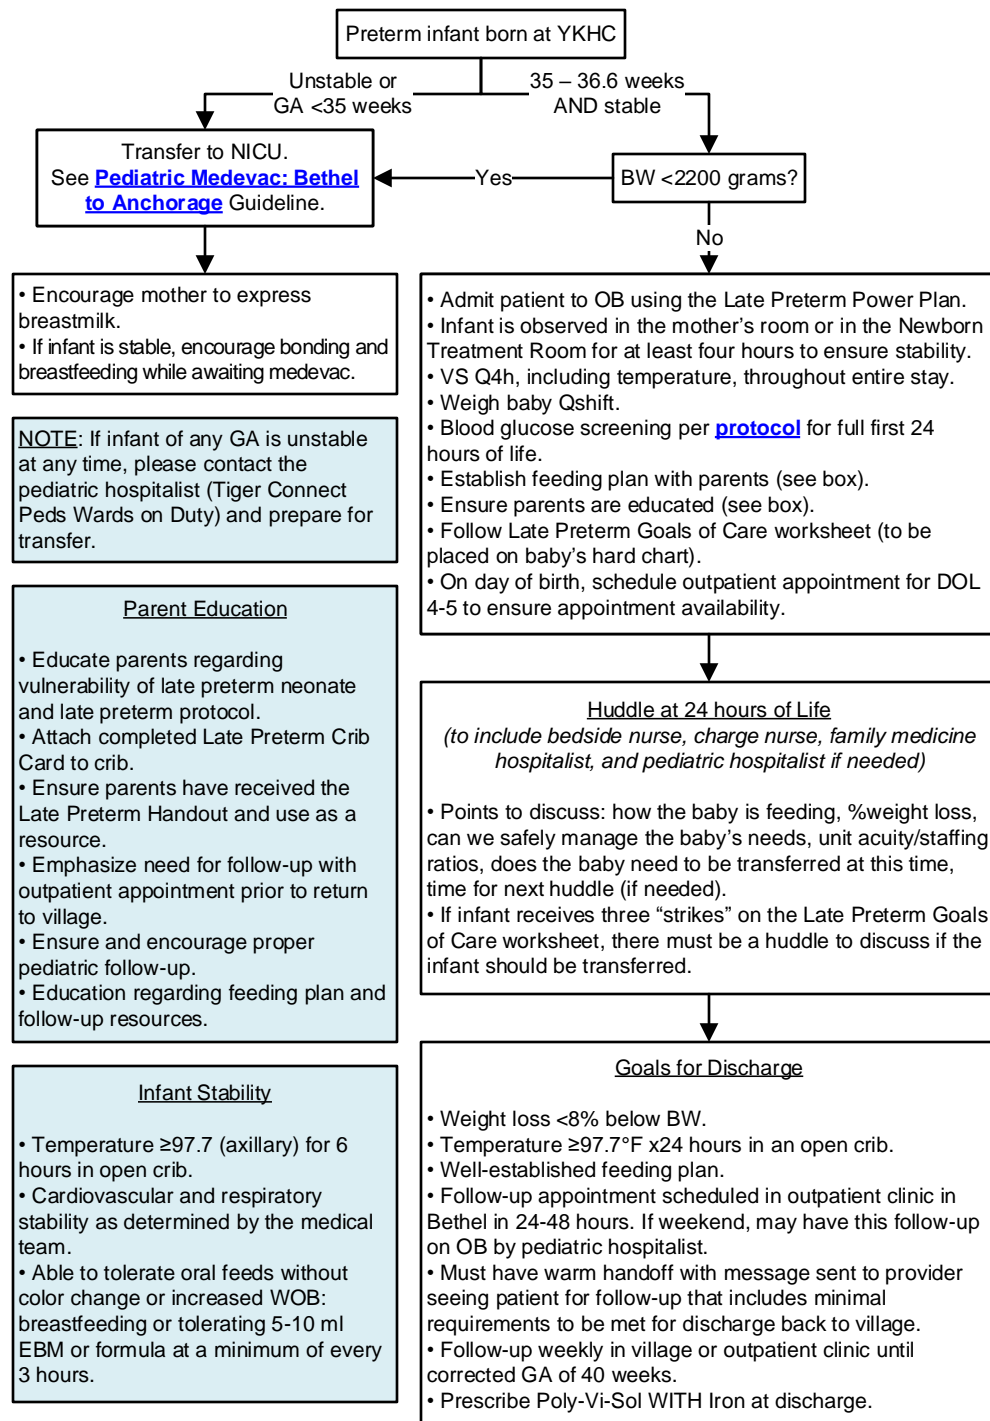 Preterm infant born at YKHC
Unstable or
GA <35 weeks
35 – 36.6 weeks
AND stable
Transfer to NICU.
See Pediatric Medevac: Bethel
to Anchorage Guideline.
Yes
BW <2200 grams?
No
• Encourage mother to express
breastmilk.
• If infant is stable, encourage bonding and
breastfeeding while awaiting medevac.
NOTE: If infant of any GA is unstable
at any time, please contact the
pediatric hospitalist (Tiger Connect
Peds Wards on Duty) and prepare for
transfer.
Parent Education
• Educate parents regarding
vulnerability of late preterm neonate
and late preterm protocol.
• Attach completed Late Preterm Crib
Card to crib.
• Ensure parents have received the
Late Preterm Handout and use as a
resource.
• Emphasize need for follow-up with
outpatient appointment prior to return
to village.
• Ensure and encourage proper
pediatric follow-up.
• Education regarding feeding plan and
follow-up resources.
Infant Stability
• Temperature ≥97.7 (axillary) for 6
hours in open crib.
• Cardiovascular and respiratory
stability as determined by the medical
team.
• Able to tolerate oral feeds without
color change or increased WOB:
breastfeeding or tolerating 5-10 ml
EBM or formula at a minimum of every
3 hours.
• Admit patient to OB using the Late Preterm Power Plan.
• Infant is observed in the mother's room or in the Newborn
Treatment Room for at least four hours to ensure stability.
• VS Q4h, including temperature, throughout entire stay.
• Weigh baby Qshift.
• Blood glucose screening per protocol for full first 24
hours of life.
• Establish feeding plan with parents (see box).
• Ensure parents are educated (see box).
• Follow Late Preterm Goals of Care worksheet (to be
placed on baby's hard chart).
• On day of birth, schedule outpatient appointment for DOL
4-5 to ensure appointment availability.
Huddle at 24 hours of Life
(to include bedside nurse, charge nurse, family medicine
hospitalist, and pediatric hospitalist if needed)
• Points to discuss: how the baby is feeding, %weight loss,
can we safely manage the baby's needs, unit acuity/staffing
ratios, does the baby need to be transferred at this time,
time for next huddle (if needed).
• If infant receives three “strikes” on the Late Preterm Goals
of Care worksheet, there must be a huddle to discuss if the
infant should be transferred.
Goals for Discharge
• Weight loss <8% below BW.
• Temperature ≥97.7°F x24 hours in an open crib.
• Well-established feeding plan.
• Follow-up appointment scheduled in outpatient clinic in
Bethel in 24-48 hours. If weekend, may have this follow-up
on OB by pediatric hospitalist.
• Must have warm handoff with message sent to provider
seeing patient for follow-up that includes minimal
requirements to be met for discharge back to village.
• Follow-up weekly in village or outpatient clinic until
corrected GA of 40 weeks.
• Prescribe Poly-Vi-Sol WITH Iron at discharge.